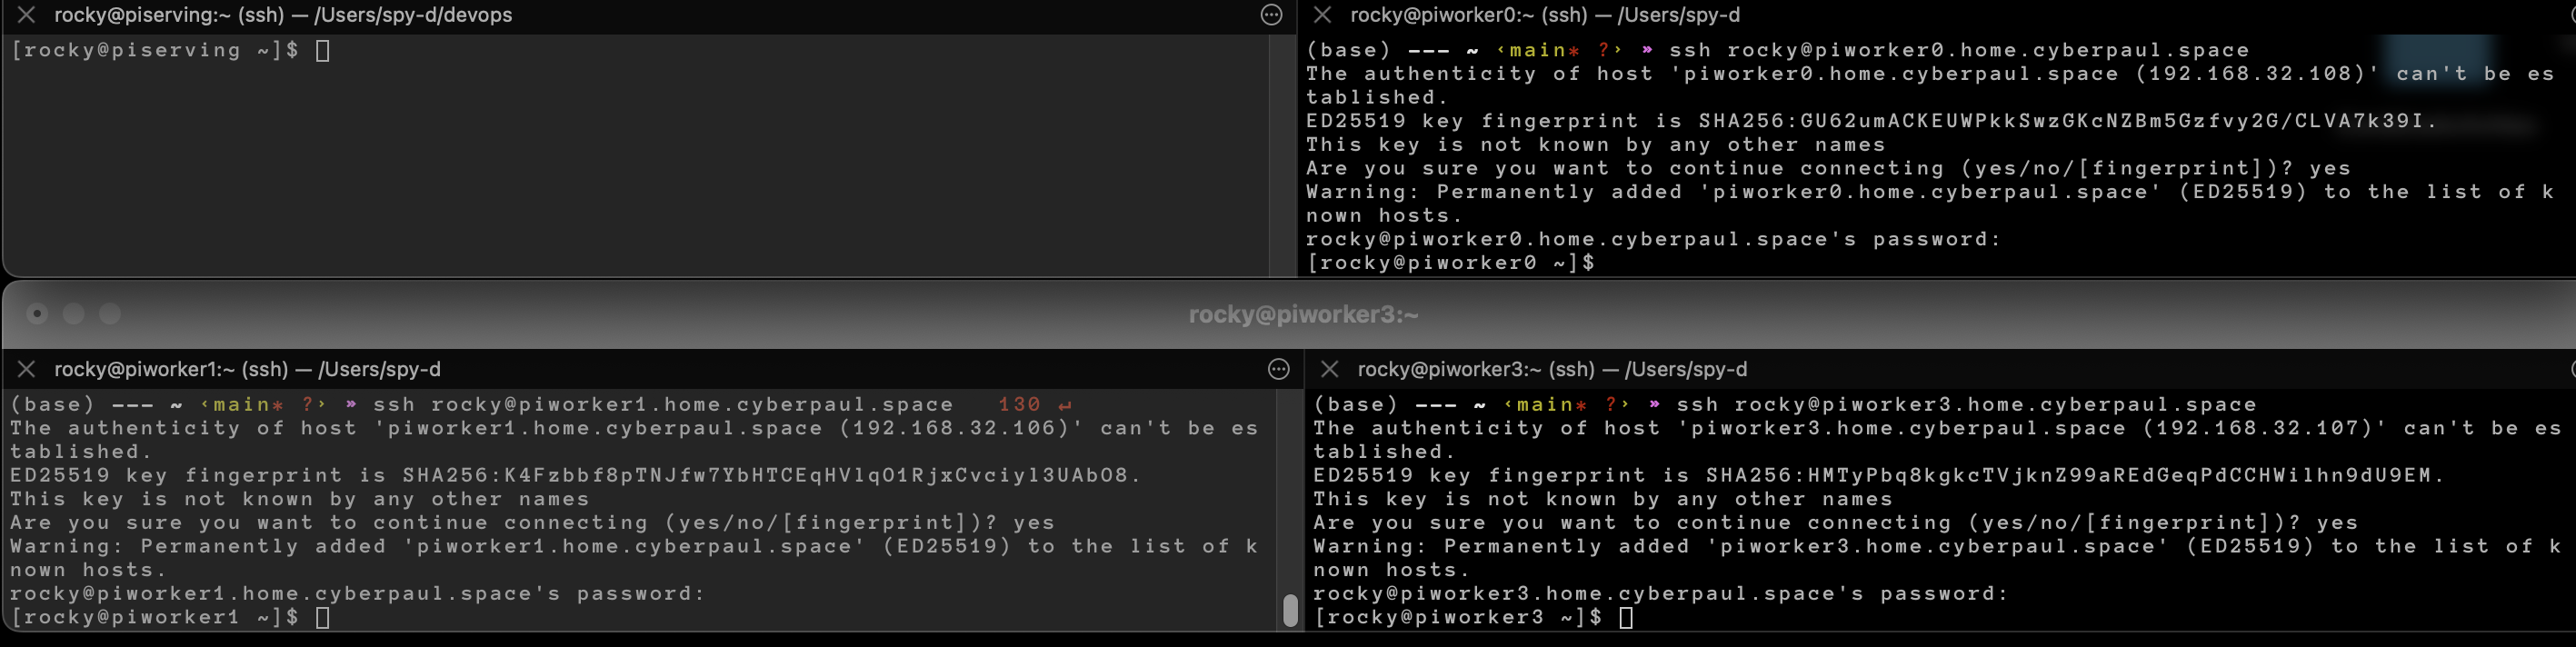 rocky@piserving:~ (ssh) — /Users/spy-d/devops
[rocky@piserving ~]$
rocky@piworker0:~ (ssh) — /Users/spy-d
(base) --- ~ ‹main* ?› » ssh rocky@piworker0.home.cyberpaul.space
The authenticity of host 'piworker0.home.cyberpaul.space (192.168.32.108)' can't be es
tablished.
ED25519 key fingerprint is SHA256:GU62umACKEUWPkkSwzGKcNZBm5Gzfvy2G/CLVA7k39I.
This key is not known by any other names
Are you sure you want to continue connecting (yes/no/[fingerprint])? yes
Warning: Permanently added 'piworker0.home.cyberpaul.space' (ED25519) to the list of k
nown hosts.
rocky@piworker0.home.cyberpaul.space's password:
[rocky@piworker0 ~]$
rocky@piworker3:~
rocky@piworker1:~ (ssh) — /Users/spy-d
(base) --- ~ ‹main* ?› » ssh rocky@piworker1.home.cyberpaul.space 130 ↵
The authenticity of host 'piworker1.home.cyberpaul.space (192.168.32.106)' can't be es
tablished.
ED25519 key fingerprint is SHA256:K4Fzbbf8pTNJfw7YbHTCEqHVlqO1RjxCvciyl3UAbO8.
This key is not known by any other names
Are you sure you want to continue connecting (yes/no/[fingerprint])? yes
Warning: Permanently added 'piworker1.home.cyberpaul.space' (ED25519) to the list of k
nown hosts.
rocky@piworker1.home.cyberpaul.space's password:
[rocky@piworker1 ~]$
rocky@piworker3:~ (ssh) — /Users/spy-d
(base) --- ~ ‹main* ?› » ssh rocky@piworker3.home.cyberpaul.space
The authenticity of host 'piworker3.home.cyberpaul.space (192.168.32.107)' can't be es
tablished.
ED25519 key fingerprint is SHA256:HMTyPbq8kgkcTVjknZ99aREdGeqPdCCHWilhn9dU9EM.
This key is not known by any other names
Are you sure you want to continue connecting (yes/no/[fingerprint])? yes
Warning: Permanently added 'piworker3.home.cyberpaul.space' (ED25519) to the list of k
nown hosts.
rocky@piworker3.home.cyberpaul.space's password:
[rocky@piworker3 ~]$